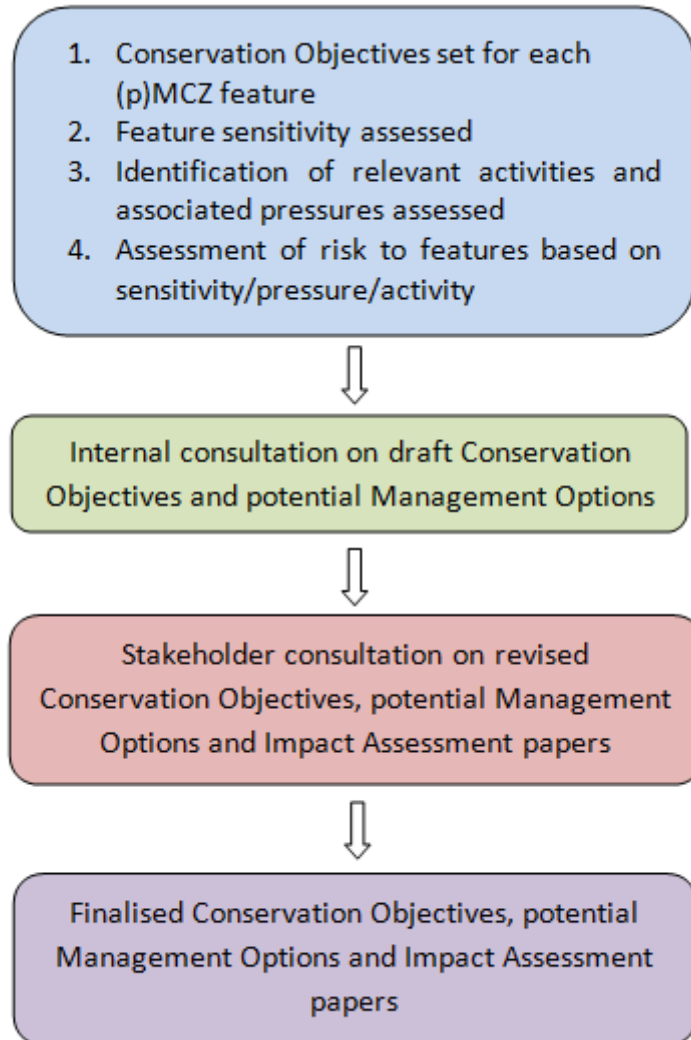 1. Conservation Objectives set for each
(p)MCZ feature
2. Feature sensitivity assessed
3. Identification of relevant activities and
associated pressures assessed
4. Assessment of risk to features based on
sensitivity/pressure/activity
Internal consultation on draft Conservation
Objectives and potential Management Options
Stakeholder consultation on revised
Conservation Objectives, potential Management
Options and Impact Assessment papers
Finalised Conservation Objectives, potential
Management Options and Impact Assessment
papers